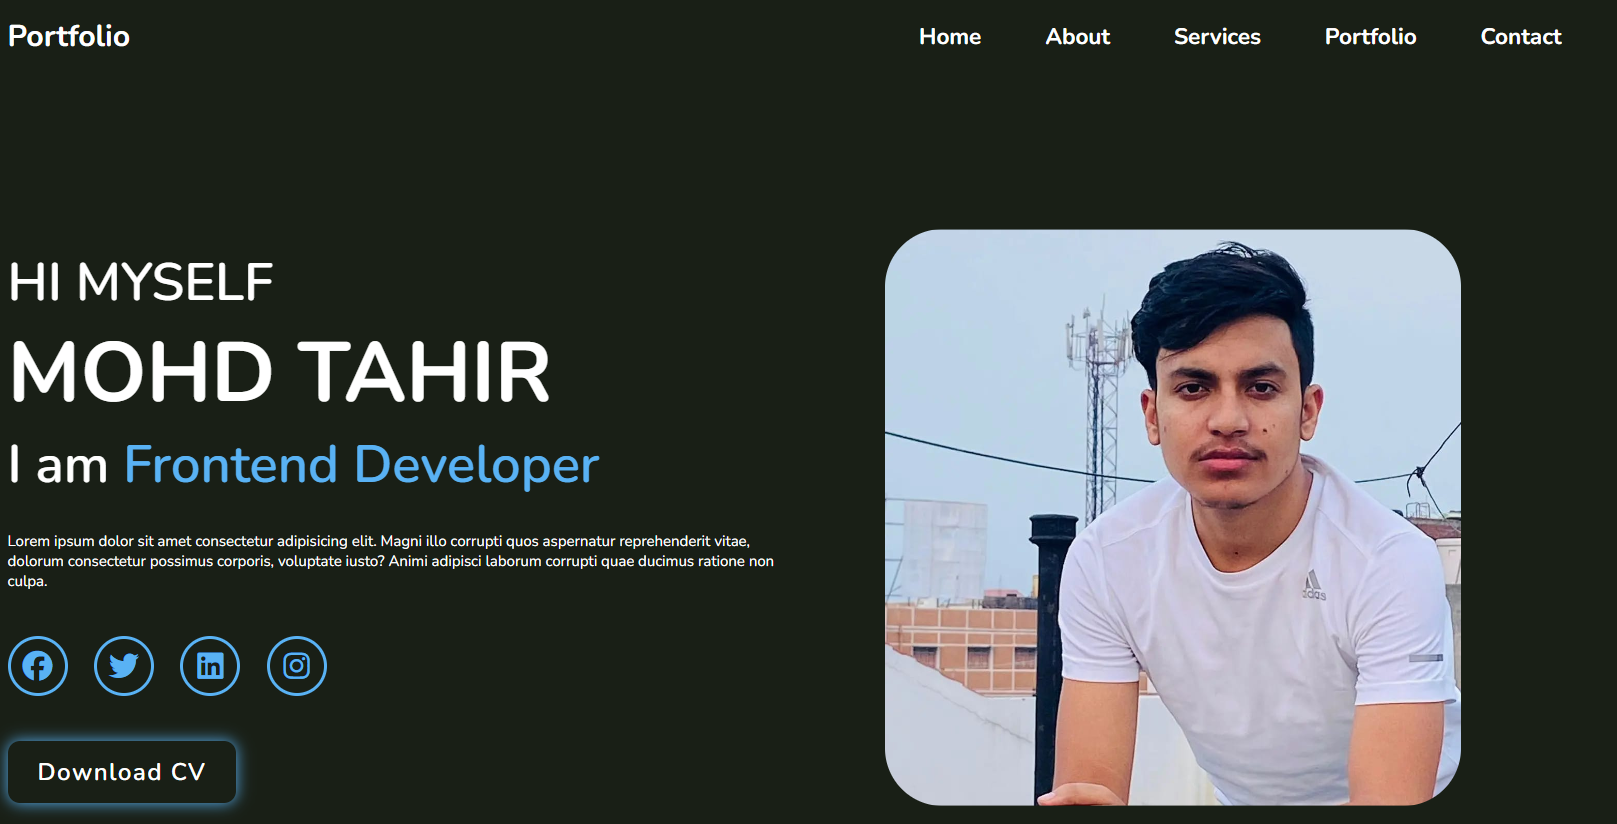 Portfolio
Home About Services Portfolio Contact
HI MYSELF
MOHD TAHIR
I am Frontend Developer
Lorem ipsum dolor sit amet consectetur adipisicing elit. Magni illo corrupti quos aspernatur reprehenderit vitae,
dolorum consectetur possimus corporis, voluptate iusto? Animi adipisci laborum corrupti quae ducimus ratione non
culpa.
Download CV
adidas